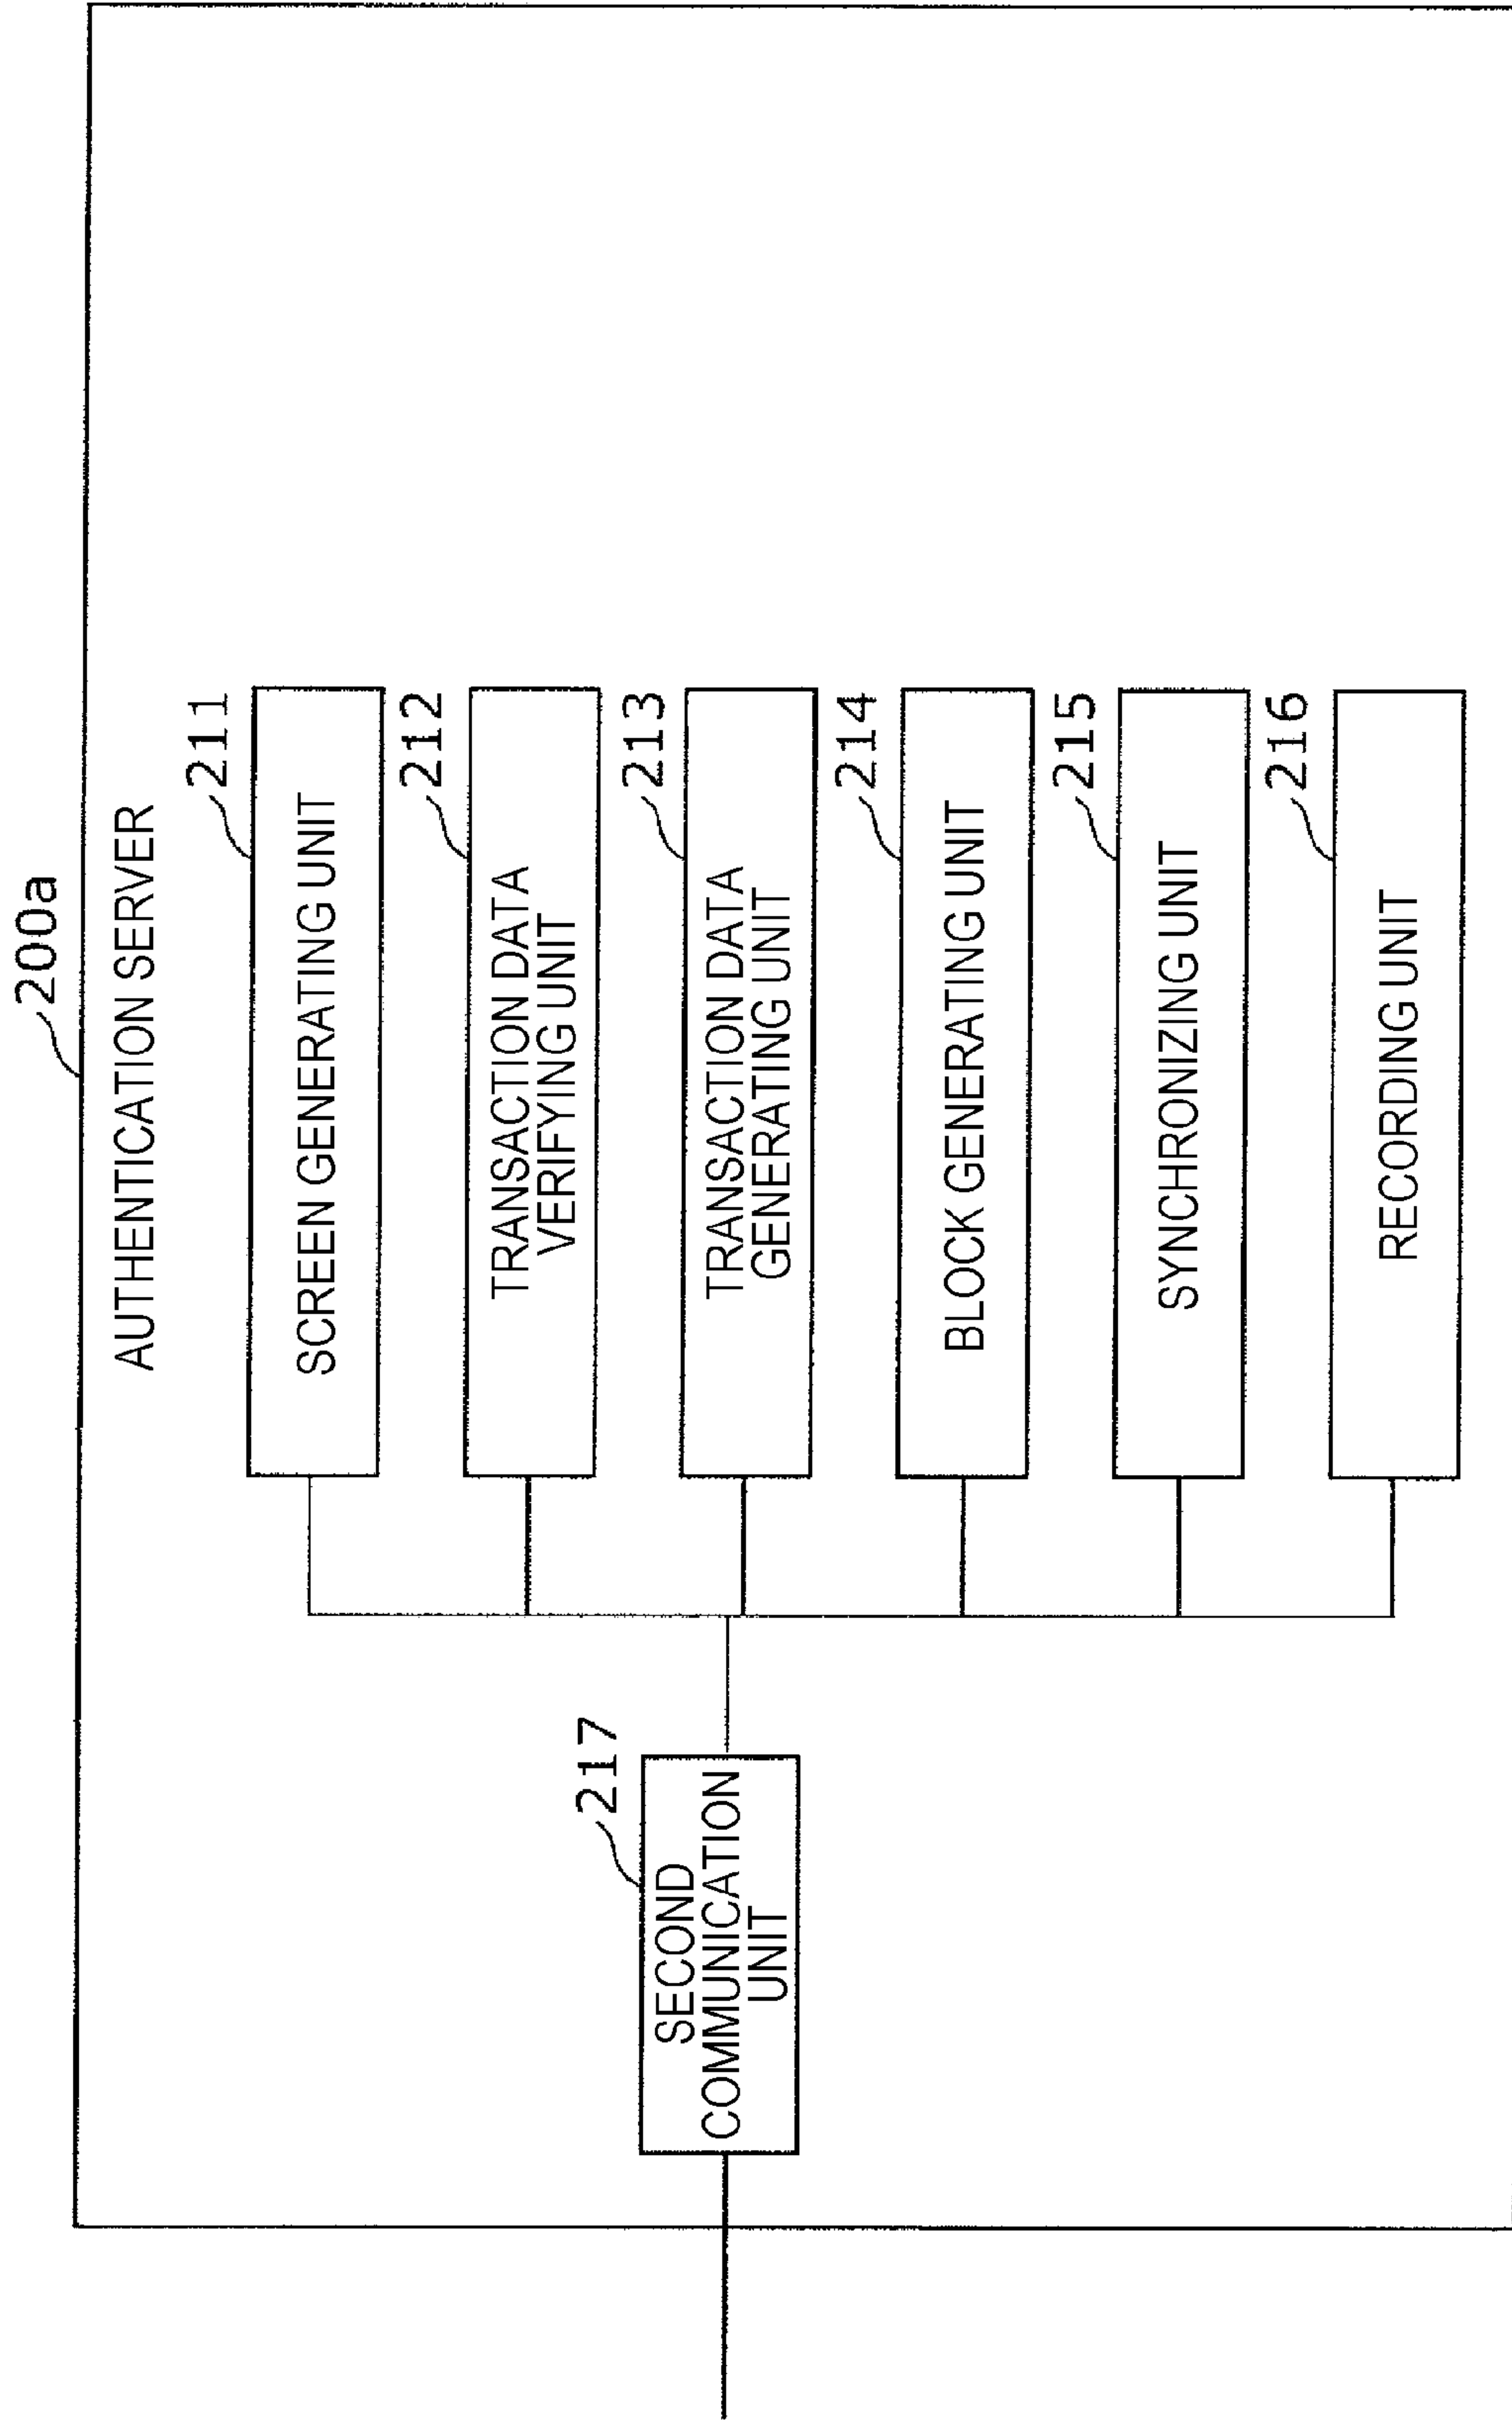 200a
AUTHENTICATION SERVER
211
SCREEN GENERATING UNIT
212
TRANSACTION DATA
VERIFYING UNIT
213
TRANSACTION DATA
GENERATING UNIT
214
BLOCK GENERATING UNIT
215
SYNCHRONIZING UNIT
216
RECORDING UNIT
217
SECOND
COMMUNICATION
UNIT